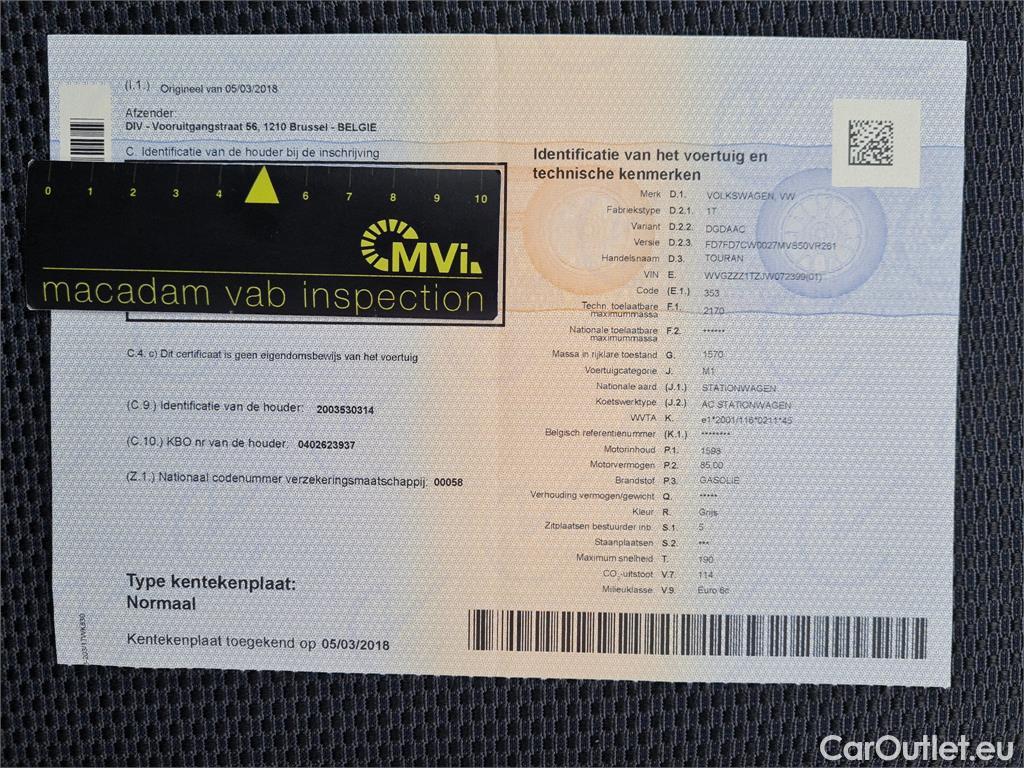 (I.1.) Origineel van 05/03/2018
Afzender:
DIV - Vooruitgangstraat 56, 1210 Brussel - BELGIE
C Identificatie van de houder bij de inschrijving
0 1 2 3 4 6 7 8 9 10
MVi.
macadam vab inspection
C.4. c) Dit certificaat is geen eigendomsbewijs van het voertuig
(C.9.) Identificatie van de houder: 2003530314
(C.10.) KBO nr van de houder: 0402623937
(Z.1.) Nationaal codenummer verzekeringsmaatschappij: 00058
Type kentekenplaat:
Normaal
Kentekenplaat toegekend op 05/03/2018
Identificatie van het voertuig en
technische kenmerken
Merk D.1. VOLKSWAGEN, VW
Fabriekstype D.2.1. 1T
Variant D.2.2. DGDAAC
Versie D.2.3. FD7FD7CW0027MVS50VR261
Handelsnaam D.3. TOURAN
VIN E. WVGZZZ1TZJW072399(01)
Code (E.1.) 353
Techn. toelaatbare
maximummassa F.1. 2170
Nationale toelaatbare
maximummassa F.2. ******
Massa in rijklare toestand G. 1570
Voertuigcategorie J. M1
Nationale aard (J.1.) STATIONWAGEN
Koetswerktype (J.2.) AC STATIONWAGEN
WVTA K. e1*2001/116*0211*45
Belgisch referentienummer (K.1.) ********
Motorinhoud P.1. 1598
Motorvermogen P.2. 85.00
Brandstof P.3. GASOLIE
Verhouding vermogen/gewicht Q. *****
Kleur R. Grijs
Zitplaatsen bestuurder inb. S.1. 5
Staanplaatsen S.2. ***
Maximum snelheid T. 190
CO₂-uitstoot V.7. 114
Milieuklasse V.9. Euro 6c
CarOutlet.eu